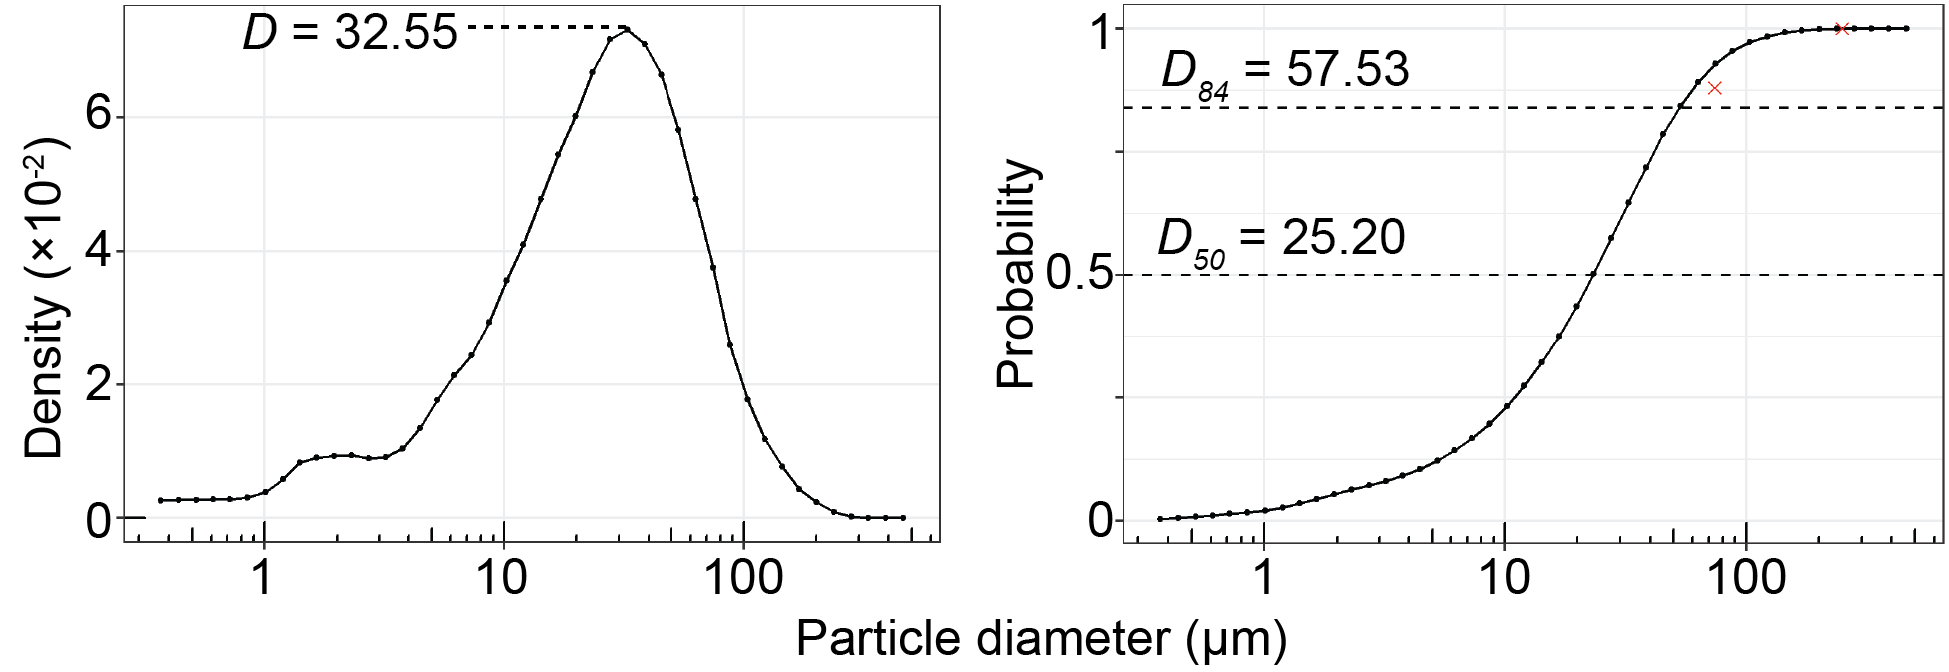 D = 32.55
Density (×10-2)
6
4
2
0
1
10
100
D84 = 57.53
D50 = 25.20
Probability
1
0.5
0
1
10
100
Particle diameter (µm)